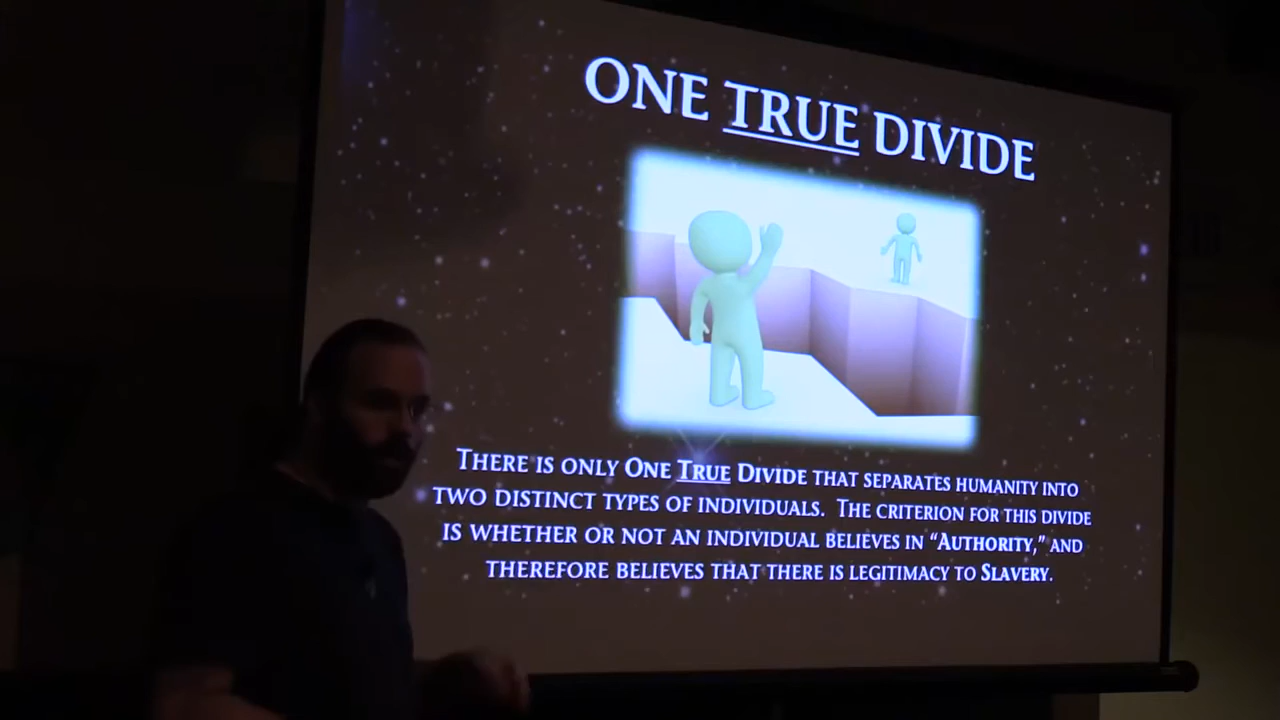 ONE TRUE DIVIDE
THERE IS ONLY ONE TRUE DIVIDE THAT SEPARATES HUMANITY INTO
TWO DISTINCT TYPES OF INDIVIDUALS. THE CRITERION FOR THIS DIVIDE
IS WHETHER OR NOT AN INDIVIDUAL BELIEVES IN “AUTHORITY,” AND
THEREFORE BELIEVES THAT THERE IS LEGITIMACY TO SLAVERY.